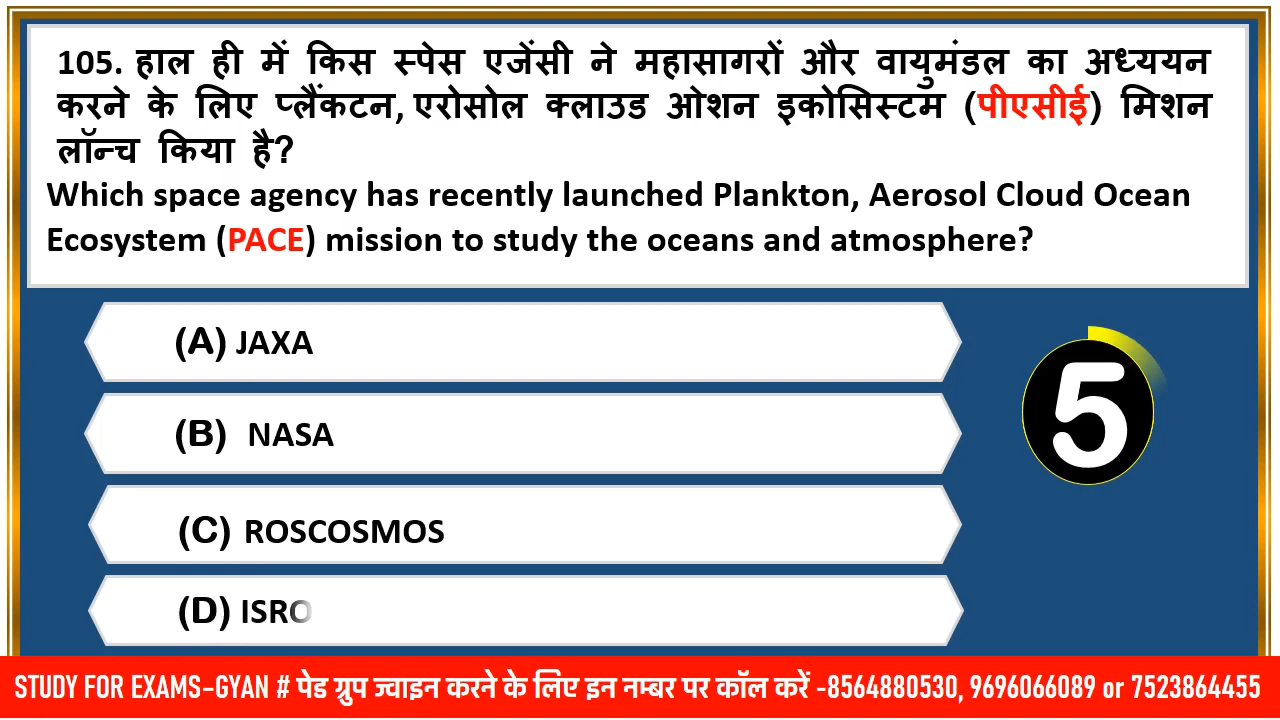 105. हाल ही में किस स्पेस एजेंसी ने महासागरों और वायुमंडल का अध्ययन
करने के लिए प्लैंकटन, एरोसोल क्लाउड ओशन इकोसिस्टम (पीएसीई) मिशन
लॉन्च किया है?
Which space agency has recently launched Plankton, Aerosol Cloud Ocean
Ecosystem (PACE) mission to study the oceans and atmosphere?
(A) JAXA
5
(B) NASA
(C) ROSCOSMOS
(D) ISRO
STUDY FOR EXAMS-GYAN # पेड ग्रुप ज्वाइन करने के लिए इन नम्बर पर कॉल करें -8564880530, 9696066089 or 7523864455